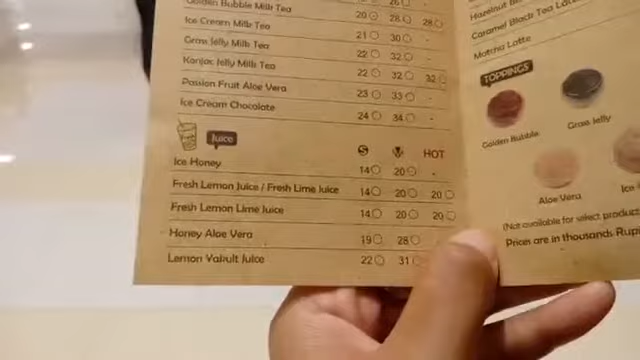 Golden Bubble Milk Tea 20 28 28
Ice Cream Milk Tea 21 30 -
Grass Jelly Milk Tea 22 32 -
Konjac Jelly Milk Tea 22 32 32
Passion Fruit Aloe Vera 23 33 -
Ice Cream Chocolate 24 34 -
Juice
S M HOT
Ice Honey 14 20 -
Fresh Lemon Juice / Fresh Lime Juice 14 20 20
Fresh Lemon Lime Juice 14 20 20
Honey Aloe Vera 19 28
Lemon Yakult Juice 22 31
Hazelnut
Caramel Black Tea
Matcha Latte
TOPPINGS
Golden Bubble
Grass Jelly
Aloe Vera
Ice
(Not available for select
Prices are in thousands